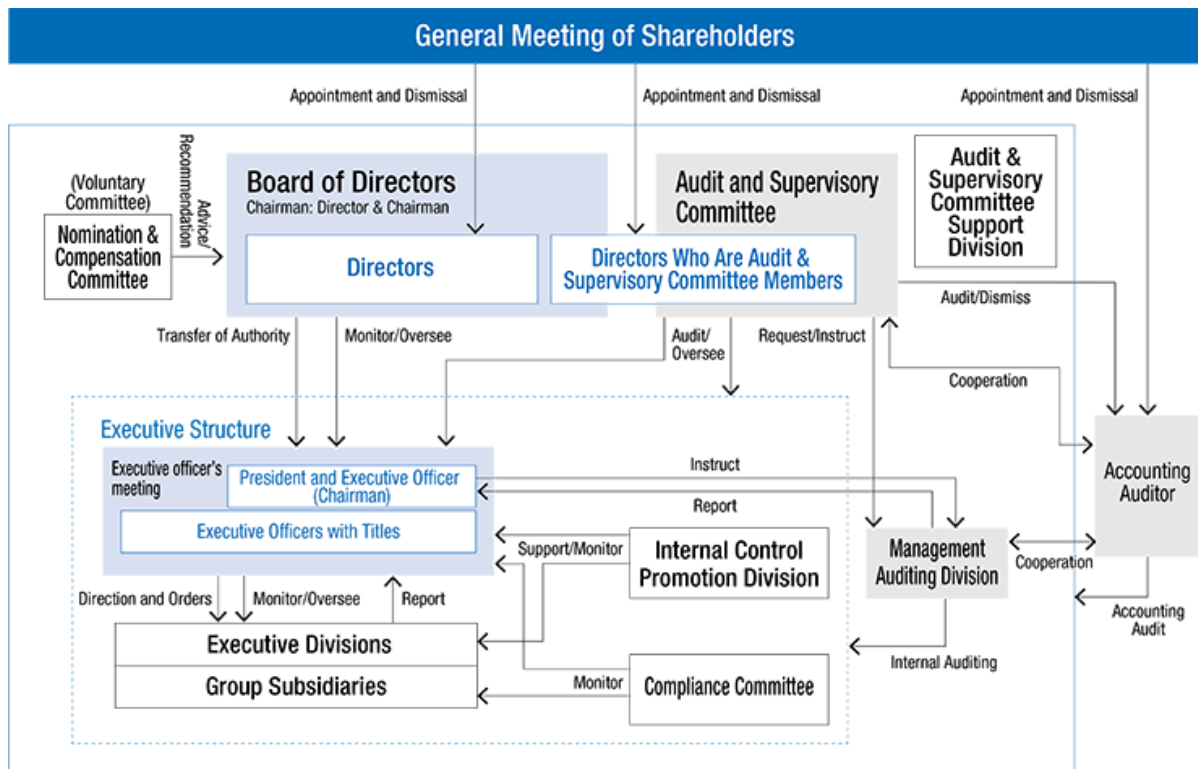 General Meeting of Shareholders
Appointment and Dismissal
Appointment and Dismissal
Appointment and Dismissal
(Voluntary
Committee)
Nomination &
Compensation
Committee
Advice/
Recommendation
Board of Directors
Chairman: Director & Chairman
Directors
Audit and Supervisory
Committee
Directors Who Are Audit &
Supervisory Committee Members
Audit &
Supervisory
Committee
Support
Division
Audit/Dismiss
Transfer of Authority
Monitor/Oversee
Audit/
Oversee
Request/Instruct
Cooperation
Executive Structure
Executive officer's
meeting
President and Executive Officer
(Chairman)
Executive Officers with Titles
Instruct
Report
Accounting
Auditor
Support/Monitor
Internal Control
Promotion Division
Management
Auditing Division
Cooperation
Direction and Orders
Monitor/Oversee
Report
Accounting
Audit
Executive Divisions
Group Subsidiaries
Monitor
Compliance Committee
Internal Auditing